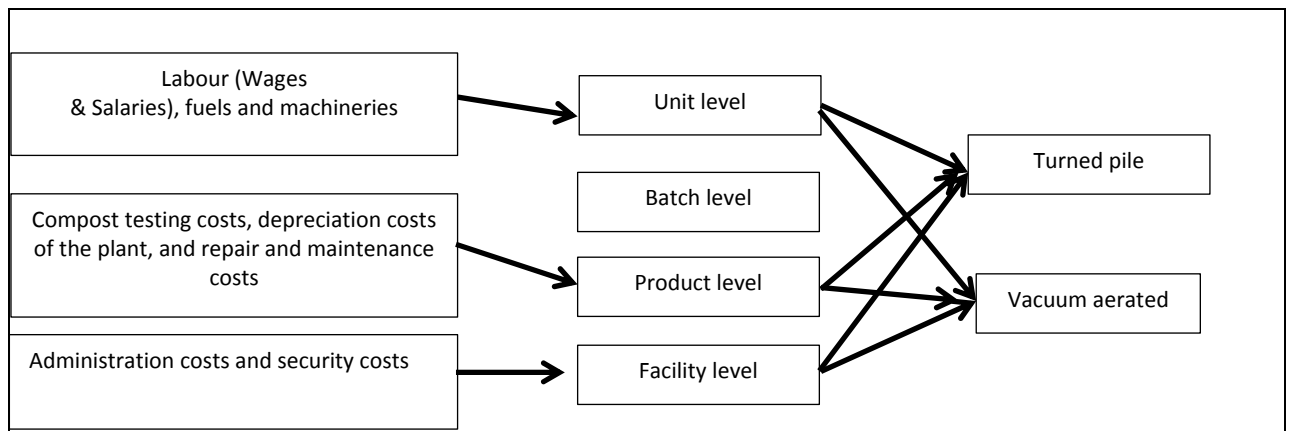 Labour (Wages
& Salaries), fuels and machineries
Unit level
Turned pile
Batch level
Compost testing costs, depreciation costs
of the plant, and repair and maintenance
costs
Product level
Vacuum aerated
Administration costs and security costs
Facility level